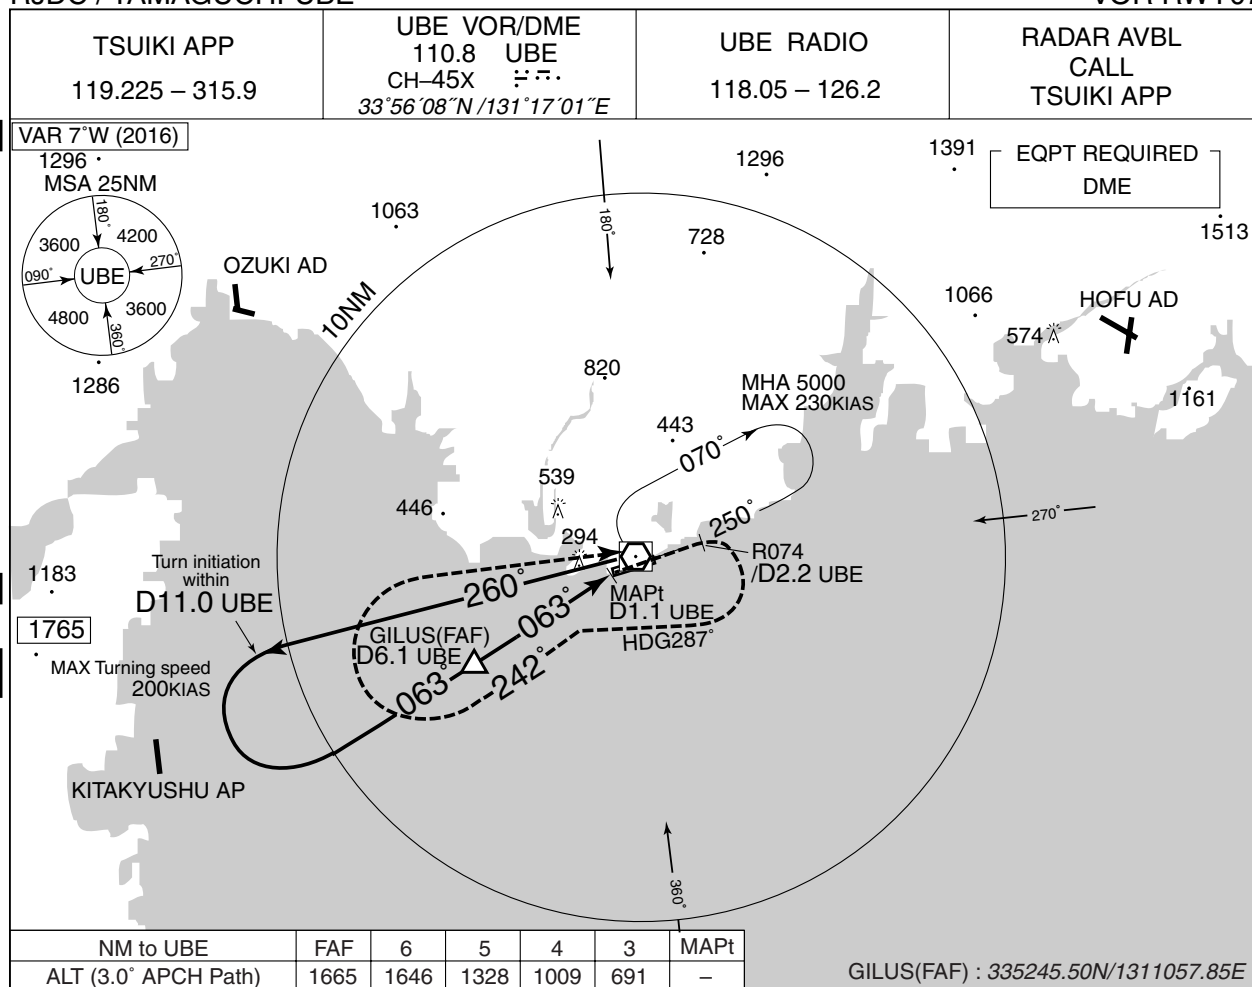 RJDC / YAMAGUCHI UBE
VOR RWY 07
TSUIKI APP
119.225 – 315.9
UBE VOR/DME
110.8 UBE
CH–45X
33°56′08″N /131°17′01″E
UBE RADIO
118.05 – 126.2
RADAR AVBL
CALL
TSUIKI APP
VAR 7°W (2016)
1296
MSA 25NM
180°
3600
4200
090°
UBE
270°
4800
3600
360°
1286
OZUKI AD
1063
10NM
180°
1296
728
1391
EQPT REQUIRED
DME
1513
1066
HOFU AD
574
1161
820
MHA 5000
MAX 230KIAS
443
070°
539
446
294
250°
270°
R074
/D2.2 UBE
Turn initiation
within
D11.0 UBE
1183
1765
260°
063°
MAPt
D1.1 UBE
HDG287°
GILUS(FAF)
D6.1 UBE
MAX Turning speed
200KIAS
063°
242°
KITAKYUSHU AP
360°
NM to UBE FAF 6 5 4 3 MAPt
ALT (3.0° APCH Path) 1665 1646 1328 1009 691 –
GILUS(FAF) : 335245.50N/1311057.85E